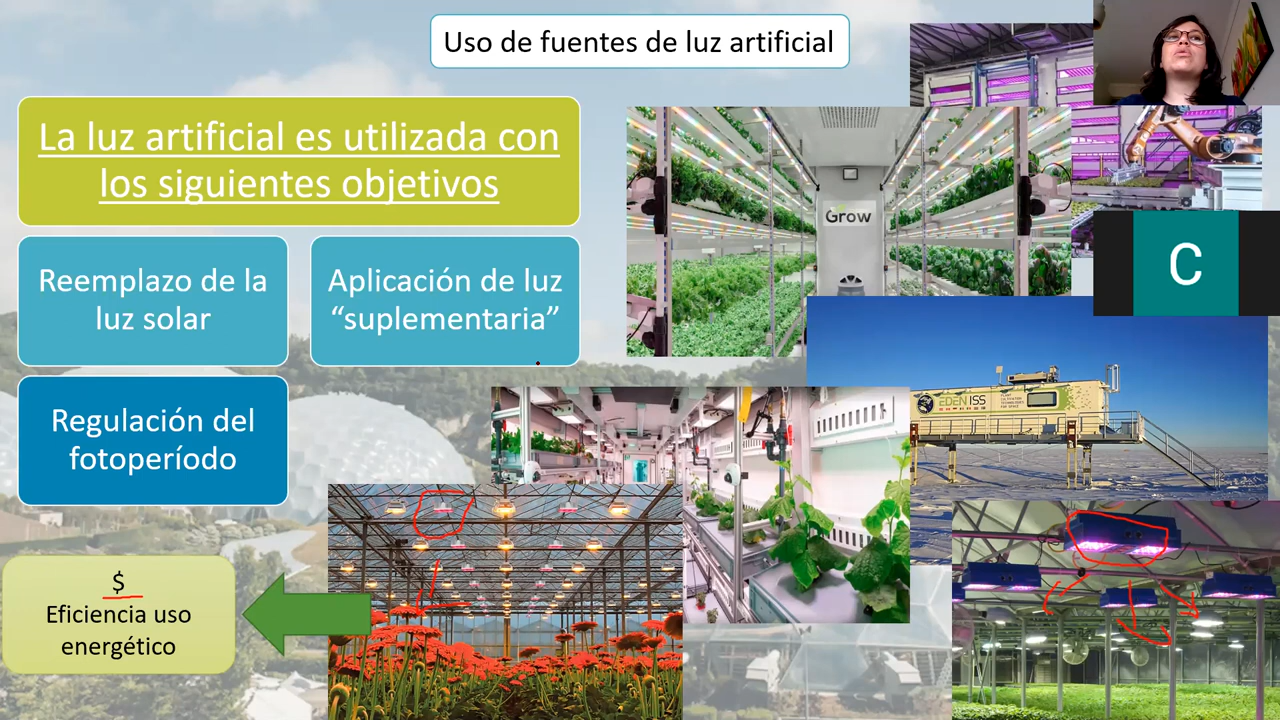 Uso de fuentes de luz artificial
La luz artificial es utilizada con
los siguientes objetivos
Reemplazo de la
luz solar
Aplicación de luz
“suplementaria”
Regulación del
fotoperíodo
$
Eficiencia uso
energético
Grow
C
EDEN ISS